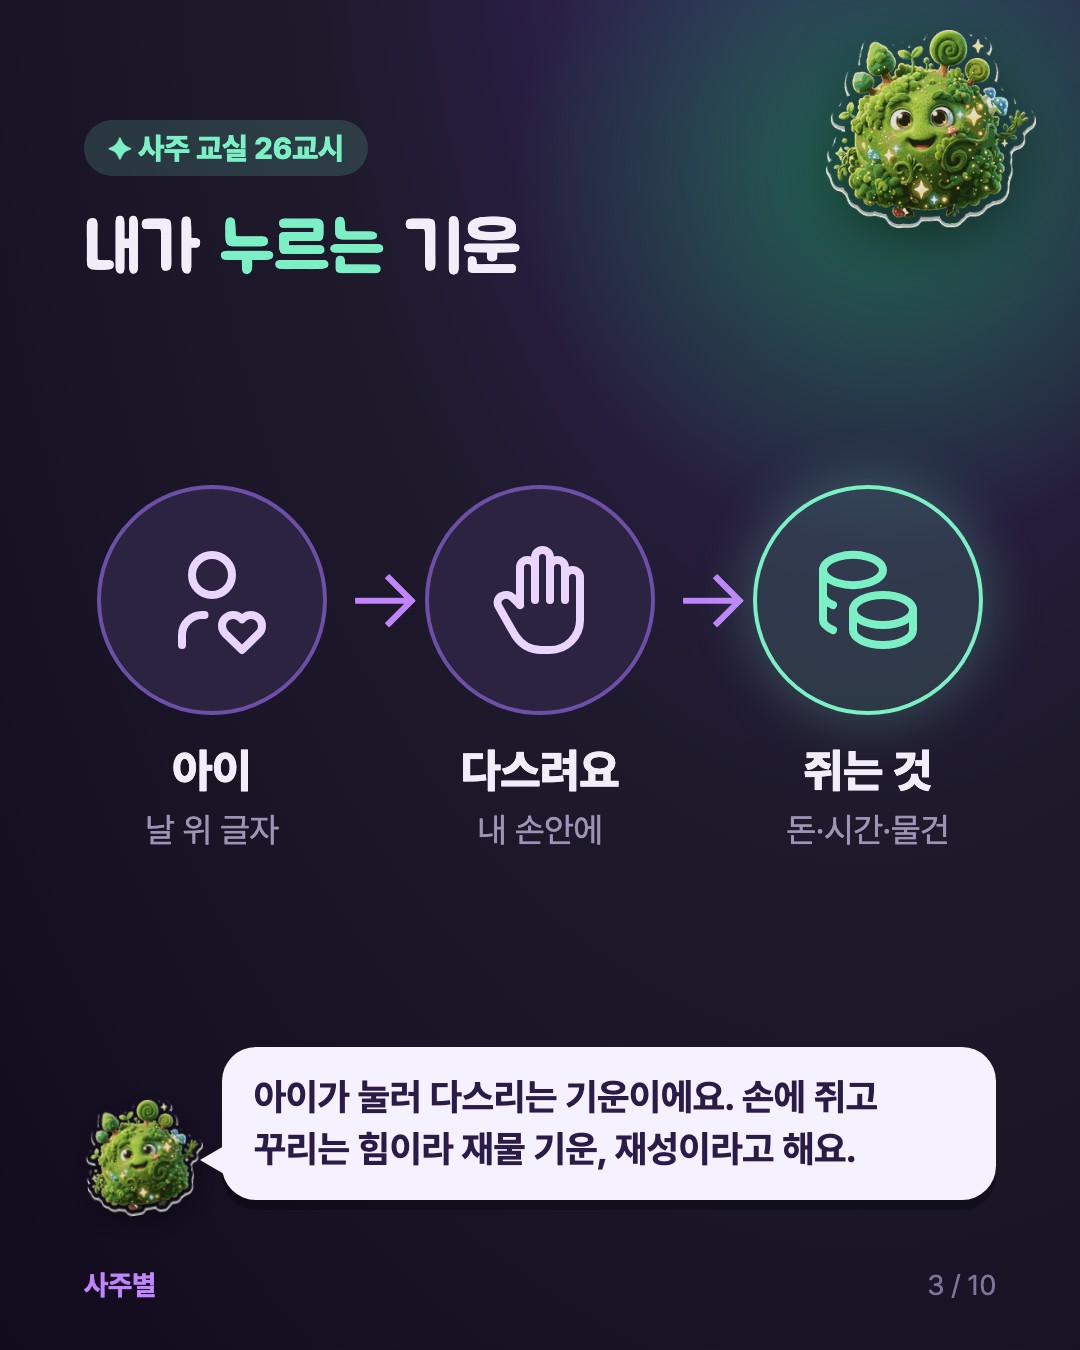 사주 교실 26교시
내가 누르는 기운
아이
날 위 글자
다스려요
내 손안에
쥐는 것
돈·시간·물건
아이가 눌러 다스리는 기운이에요. 손에 쥐고
꾸리는 힘이라 재물 기운, 재성이라고 해요.
사주별
3 / 10